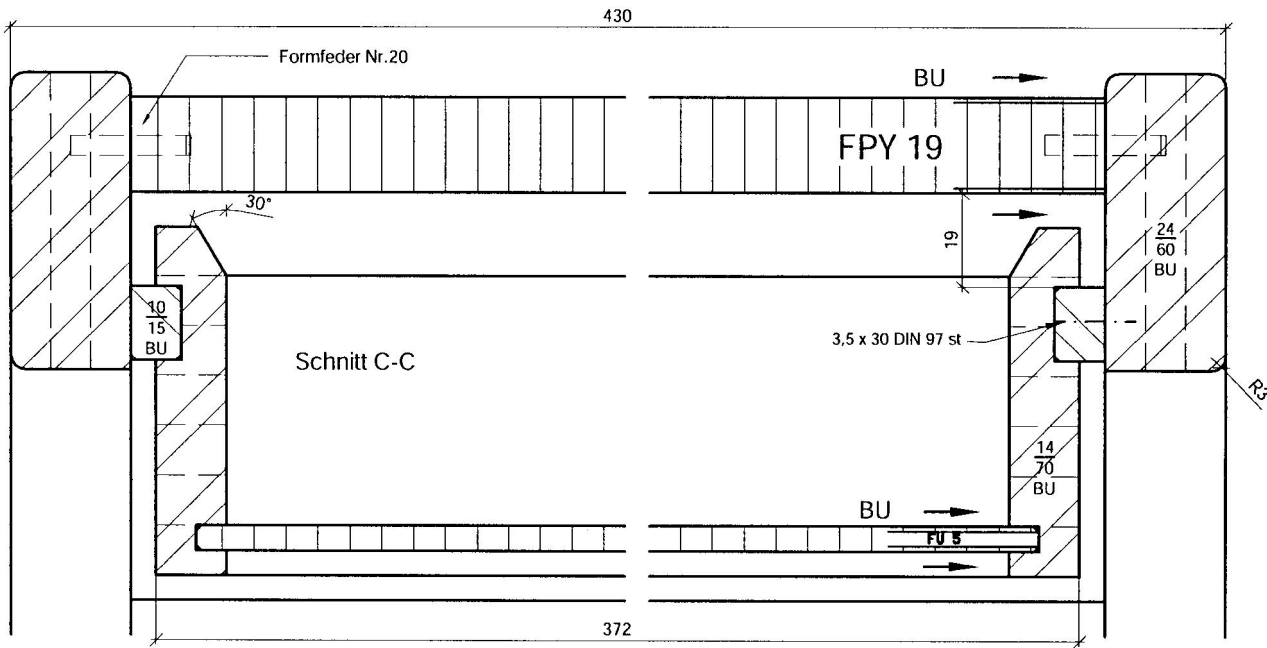 430
Formfeder Nr.20
BU
FPY 19
30°
19
24
60
BU
10
15
BU
3,5 x 30 DIN 97 st
Schnitt C-C
R3
14
70
BU
BU
FU 5
372